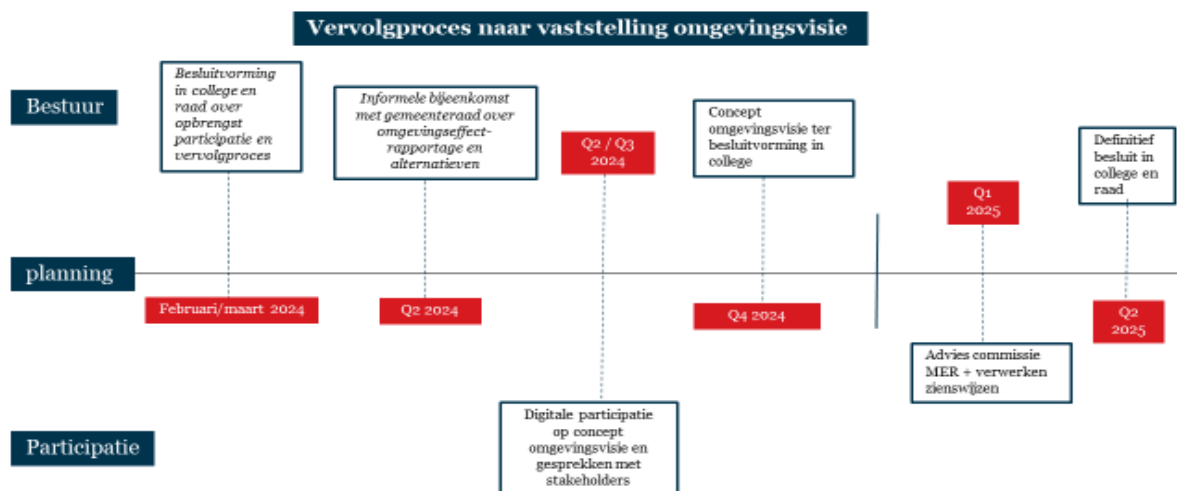 Vervolgproces naar vaststelling omgevingsvisie
Bestuur
Besluitvorming
in college en
raad over
opbrengst
participatie en
vervolgproces
Informele bijeenkomst
met gemeenteraad over
omgevingseffect-
rapportage en
alternatieven
Q2 / Q3
2024
Concept
omgevingsvisie ter
besluitvorming in
college
Q1
2025
Definitief
besluit in
college en
raad
planning
Februari/maart 2024
Q2 2024
Q4 2024
Q2
2025
Advies commissie
MER + verwerken
zienswijzen
Participatie
Digitale participatie
op concept
omgevingsvisie en
gesprekken met
stakeholders